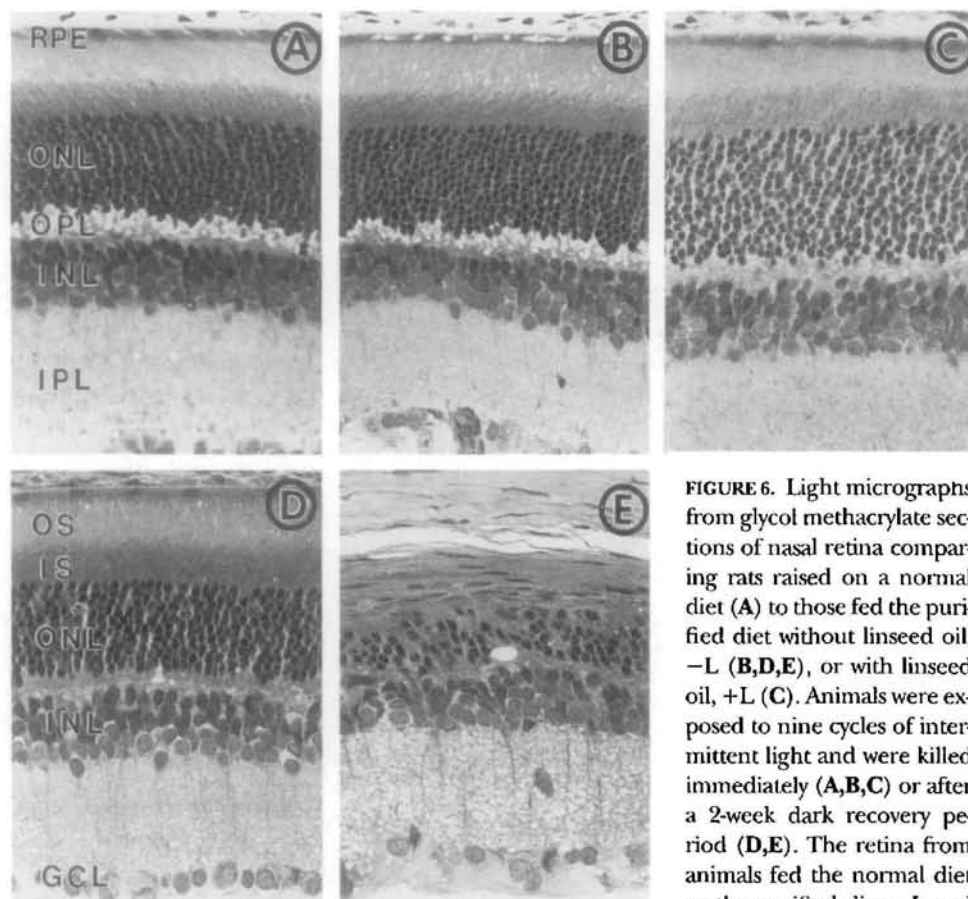 A
RPE
ONL
OPL
INL
IPL
B
C
D
OS
IS
ONL
INL
GCL
E
FIGURE 6. Light micrographs
from glycol methacrylate sec-
tions of nasal retina compar-
ing rats raised on a normal
diet (A) to those fed the puri-
fied diet without linseed oil,
−L (B,D,E), or with linseed
oil, +L (C). Animals were ex-
posed to nine cycles of inter-
mittent light and were killed
immediately (A,B,C) or after
a 2-week dark recovery pe-
riod (D,E). The retina from
animals fed the normal diet